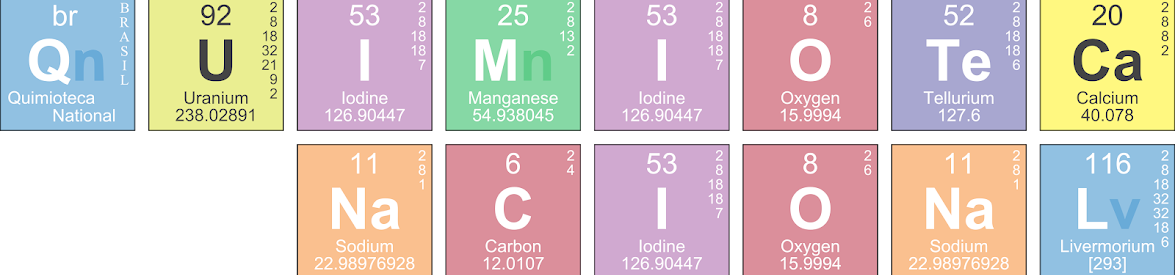 br
BRASIL
Qn
Quimioteca
National
92
2 8 18 32 21 9 2
U
Uranium
238.02891
53
2 8 18 18 7
I
Iodine
126.90447
25
2 8 13 2
Mn
Manganese
54.938045
53
2 8 18 18 7
I
Iodine
126.90447
8
2 6
O
Oxygen
15.9994
52
2 8 18 18 6
Te
Tellurium
127.6
20
2 8 8 2
Ca
Calcium
40.078
11
2 8 1
Na
Sodium
22.98976928
6
2 4
C
Carbon
12.0107
53
2 8 18 18 7
I
Iodine
126.90447
8
2 6
O
Oxygen
15.9994
11
2 8 1
Na
Sodium
22.98976928
116
2 8 18 32 32 18 6
Lv
Livermorium
[293]